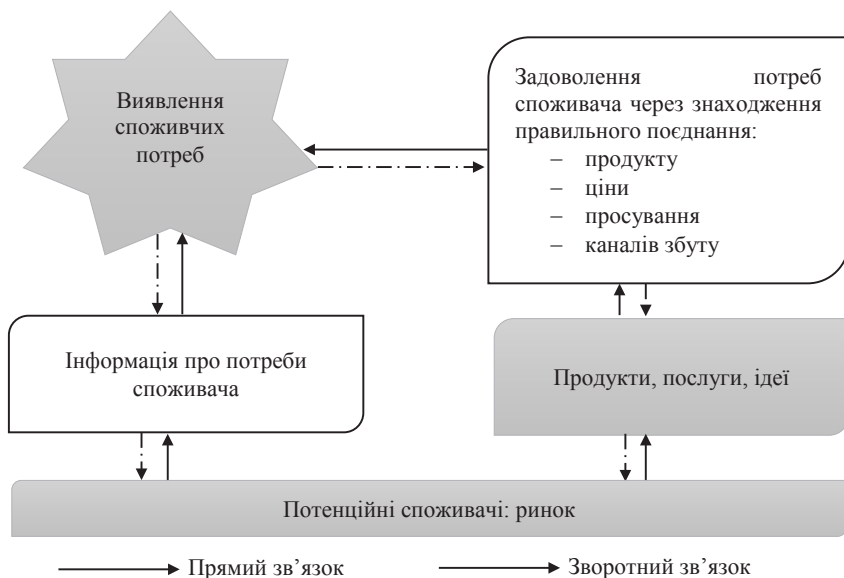 Виявлення
споживчих
потреб
Задоволення потреб
споживача через знаходження
правильного поєднання:
– продукту
– ціни
– просування
– каналів збуту
Інформація про потреби
споживача
Продукти, послуги, ідеї
Потенційні споживачі: ринок
Прямий зв’язок
Зворотний зв’язок